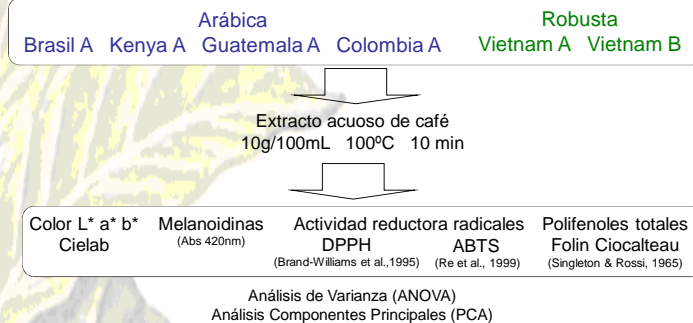 Arábica Robusta
Brasil A Kenya A Guatemala A Colombia A Vietnam A Vietnam B
Extracto acuoso de café
10g/100mL 100ºC 10 min
Color L* a* b* Melanoidinas Actividad reductora radicales Polifenoles totales
Cielab (Abs 420nm) DPPH ABTS Folin Ciocalteau
(Brand-Williams et al.,1995) (Re et al., 1999) (Singleton & Rossi, 1965)
Análisis de Varianza (ANOVA)
Análisis Componentes Principales (PCA)